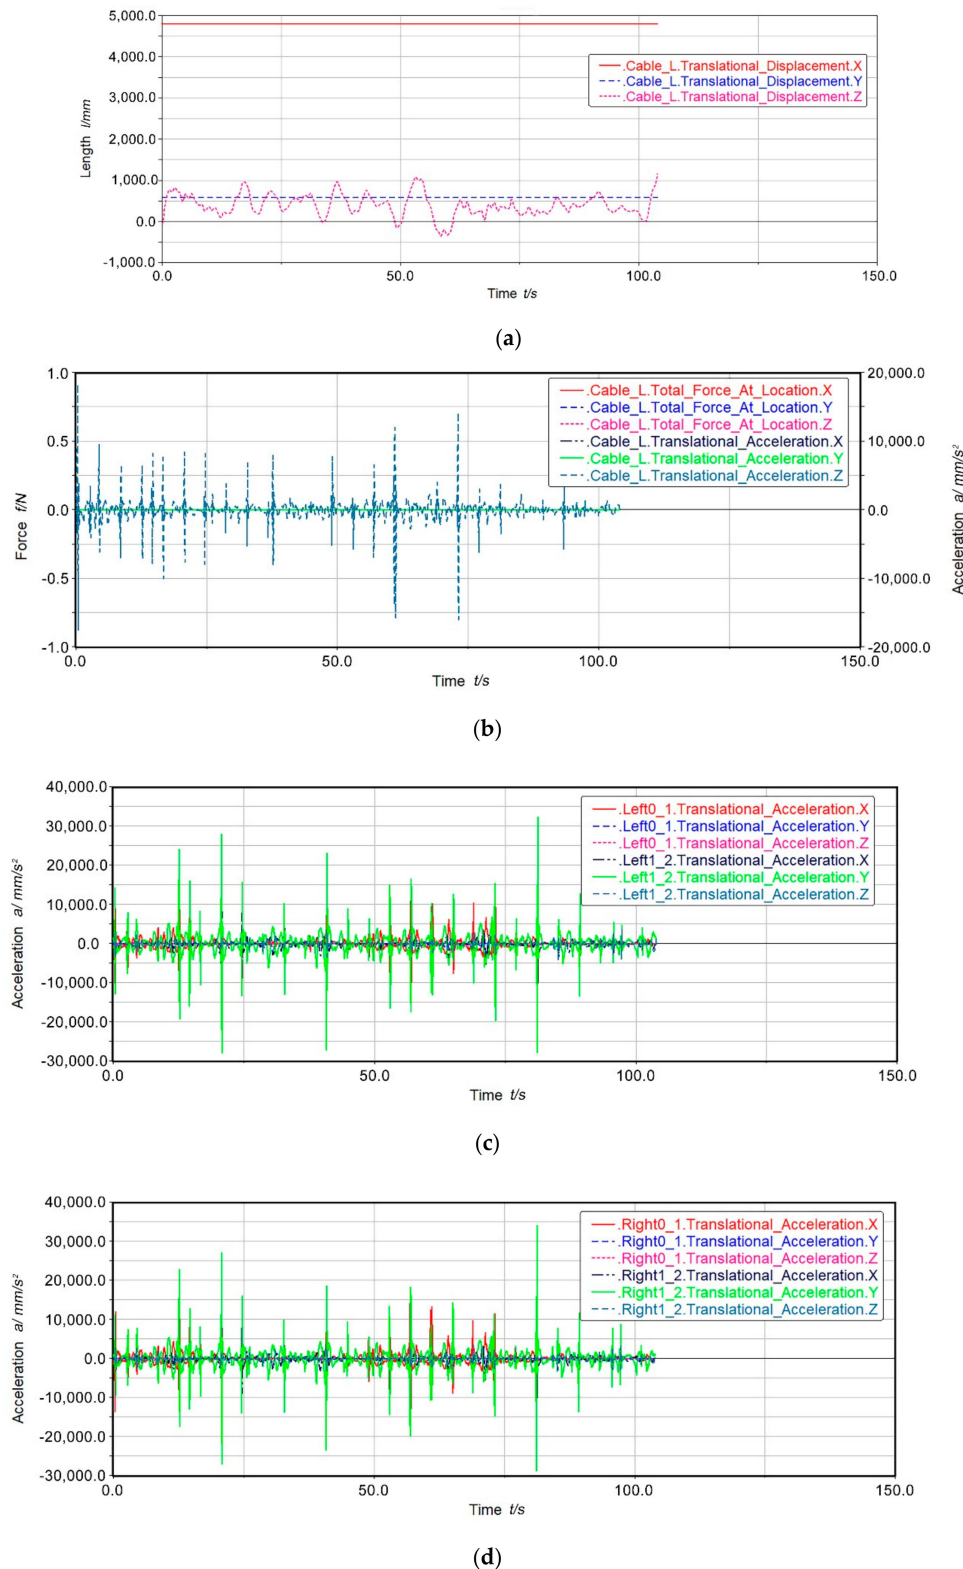 5,000.0
4,000.0
3,000.0
2,000.0
1,000.0
0.0
-1,000.0
Length l/mm
.Cable_L.Translational_Displacement.X
.Cable_L.Translational_Displacement.Y
.Cable_L.Translational_Displacement.Z
0.0 50.0 100.0 150.0
Time t/s
(a)
1.0
0.5
0.0
-0.5
-1.0
Force f/N
.Cable_L.Total_Force_At_Location.X
.Cable_L.Total_Force_At_Location.Y
.Cable_L.Total_Force_At_Location.Z
.Cable_L.Translational_Acceleration.X
.Cable_L.Translational_Acceleration.Y
.Cable_L.Translational_Acceleration.Z
20,000.0
10,000.0
0.0
-10,000.0
-20,000.0
Acceleration a/ mm/s²
0.0 50.0 100.0 150.0
Time t/s
(b)
40,000.0
30,000.0
20,000.0
10,000.0
0.0
-10,000.0
-20,000.0
-30,000.0
Acceleration a/ mm/s²
.Left0_1.Translational_Acceleration.X
.Left0_1.Translational_Acceleration.Y
.Left0_1.Translational_Acceleration.Z
.Left1_2.Translational_Acceleration.X
.Left1_2.Translational_Acceleration.Y
.Left1_2.Translational_Acceleration.Z
0.0 50.0 100.0 150.0
Time t/s
(c)
40,000.0
30,000.0
20,000.0
10,000.0
0.0
-10,000.0
-20,000.0
-30,000.0
Acceleration a/ mm/s²
.Right0_1.Translational_Acceleration.X
.Right0_1.Translational_Acceleration.Y
.Right0_1.Translational_Acceleration.Z
.Right1_2.Translational_Acceleration.X
.Right1_2.Translational_Acceleration.Y
.Right1_2.Translational_Acceleration.Z
0.0 50.0 100.0 150.0
Time t/s
(d)